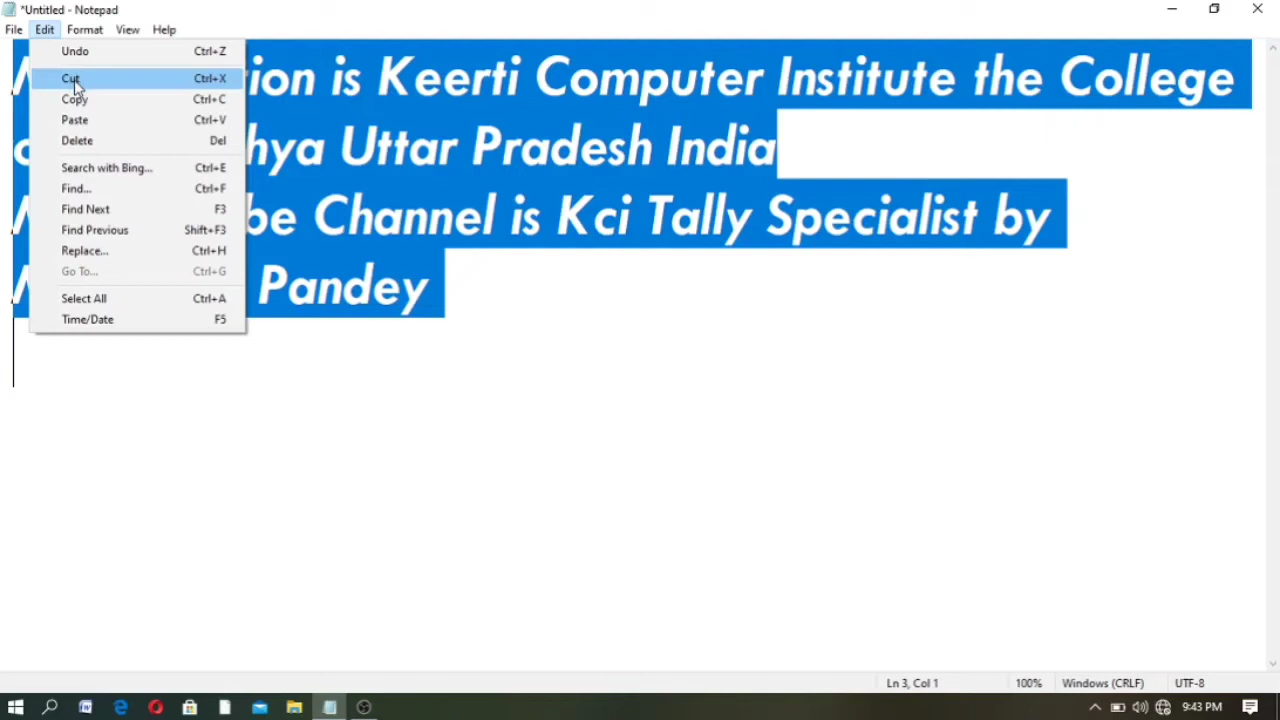 *Untitled - Notepad
File Edit Format View Help
Undo Ctrl+Z
Cut Ctrl+X
Copy Ctrl+C
Paste Ctrl+V
Delete Del
Search with Bing... Ctrl+E
Find... Ctrl+F
Find Next F3
Find Previous Shift+F3
Replace... Ctrl+H
Go To... Ctrl+G
Select All Ctrl+A
Time/Date F5
is Keerti Computer Institute the College
Uttar Pradesh India
Channel is Kci Tally Specialist by
Pandey
Ln 3, Col 1 100% Windows (CRLF) UTF-8
9:43 PM